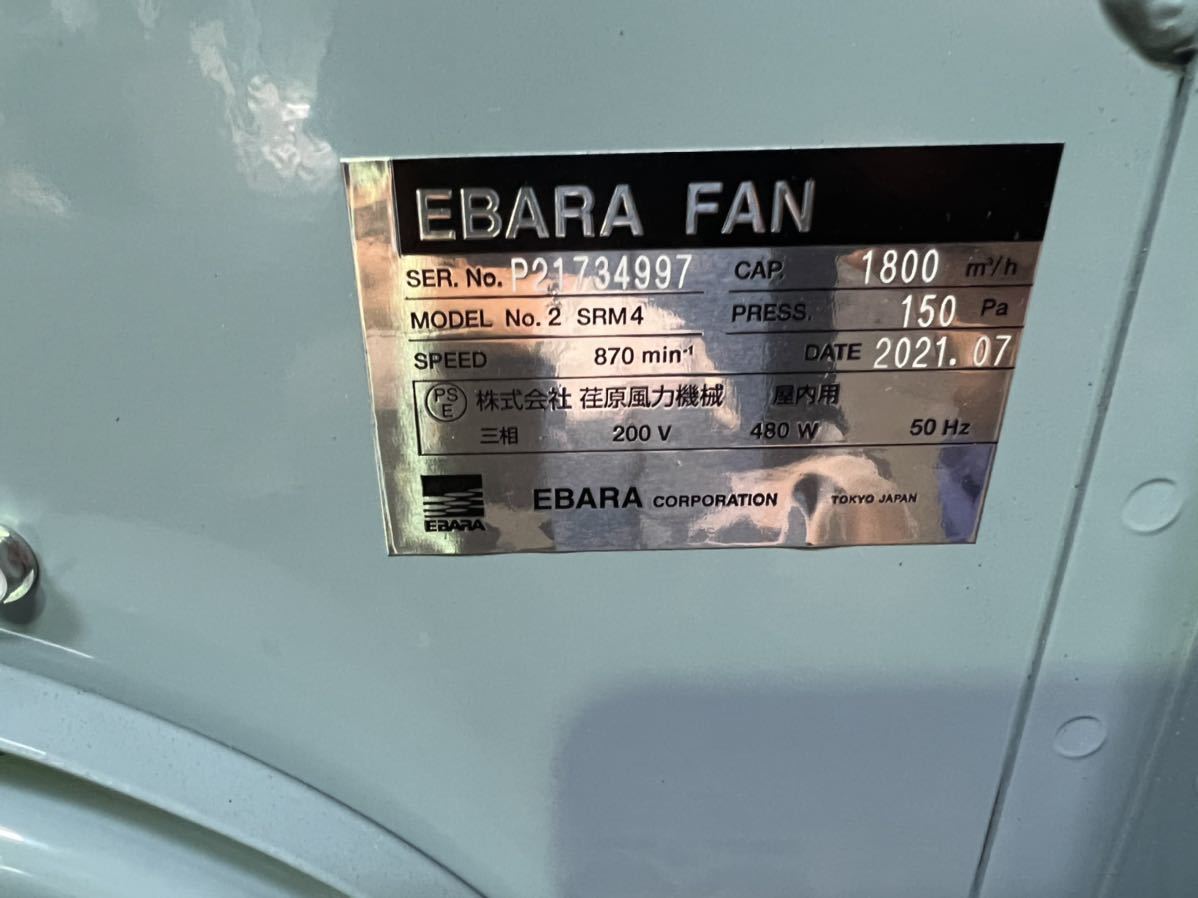 EBARA FAN
SER. No. P21734997 CAP. 1800 m³/h
MODEL No. 2 SRM4 PRESS. 150 Pa
SPEED 870 min⁻¹ DATE 2021.07
PSE 株式会社 荏原風力機械 屋内用
三相 200 V 480 W 50 Hz
EBARA EBARA CORPORATION TOKYO JAPAN